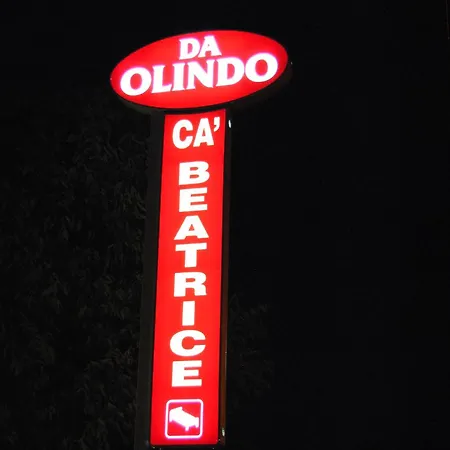 DA
OLINDO
CA'
BEATRICE